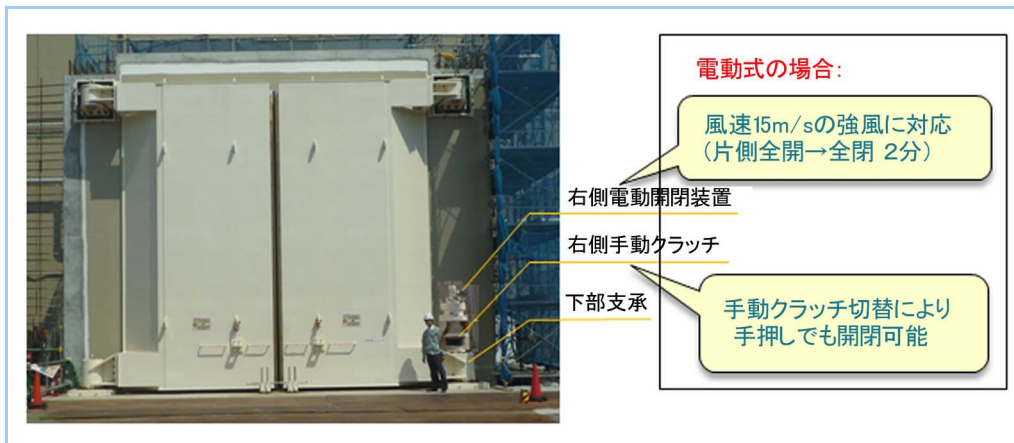 電動式の場合:
風速15m/sの強風に対応
(片側全開→全閉 2分)
右側電動開閉装置
右側手動クラッチ
下部支承
手動クラッチ切替により
手押しでも開閉可能